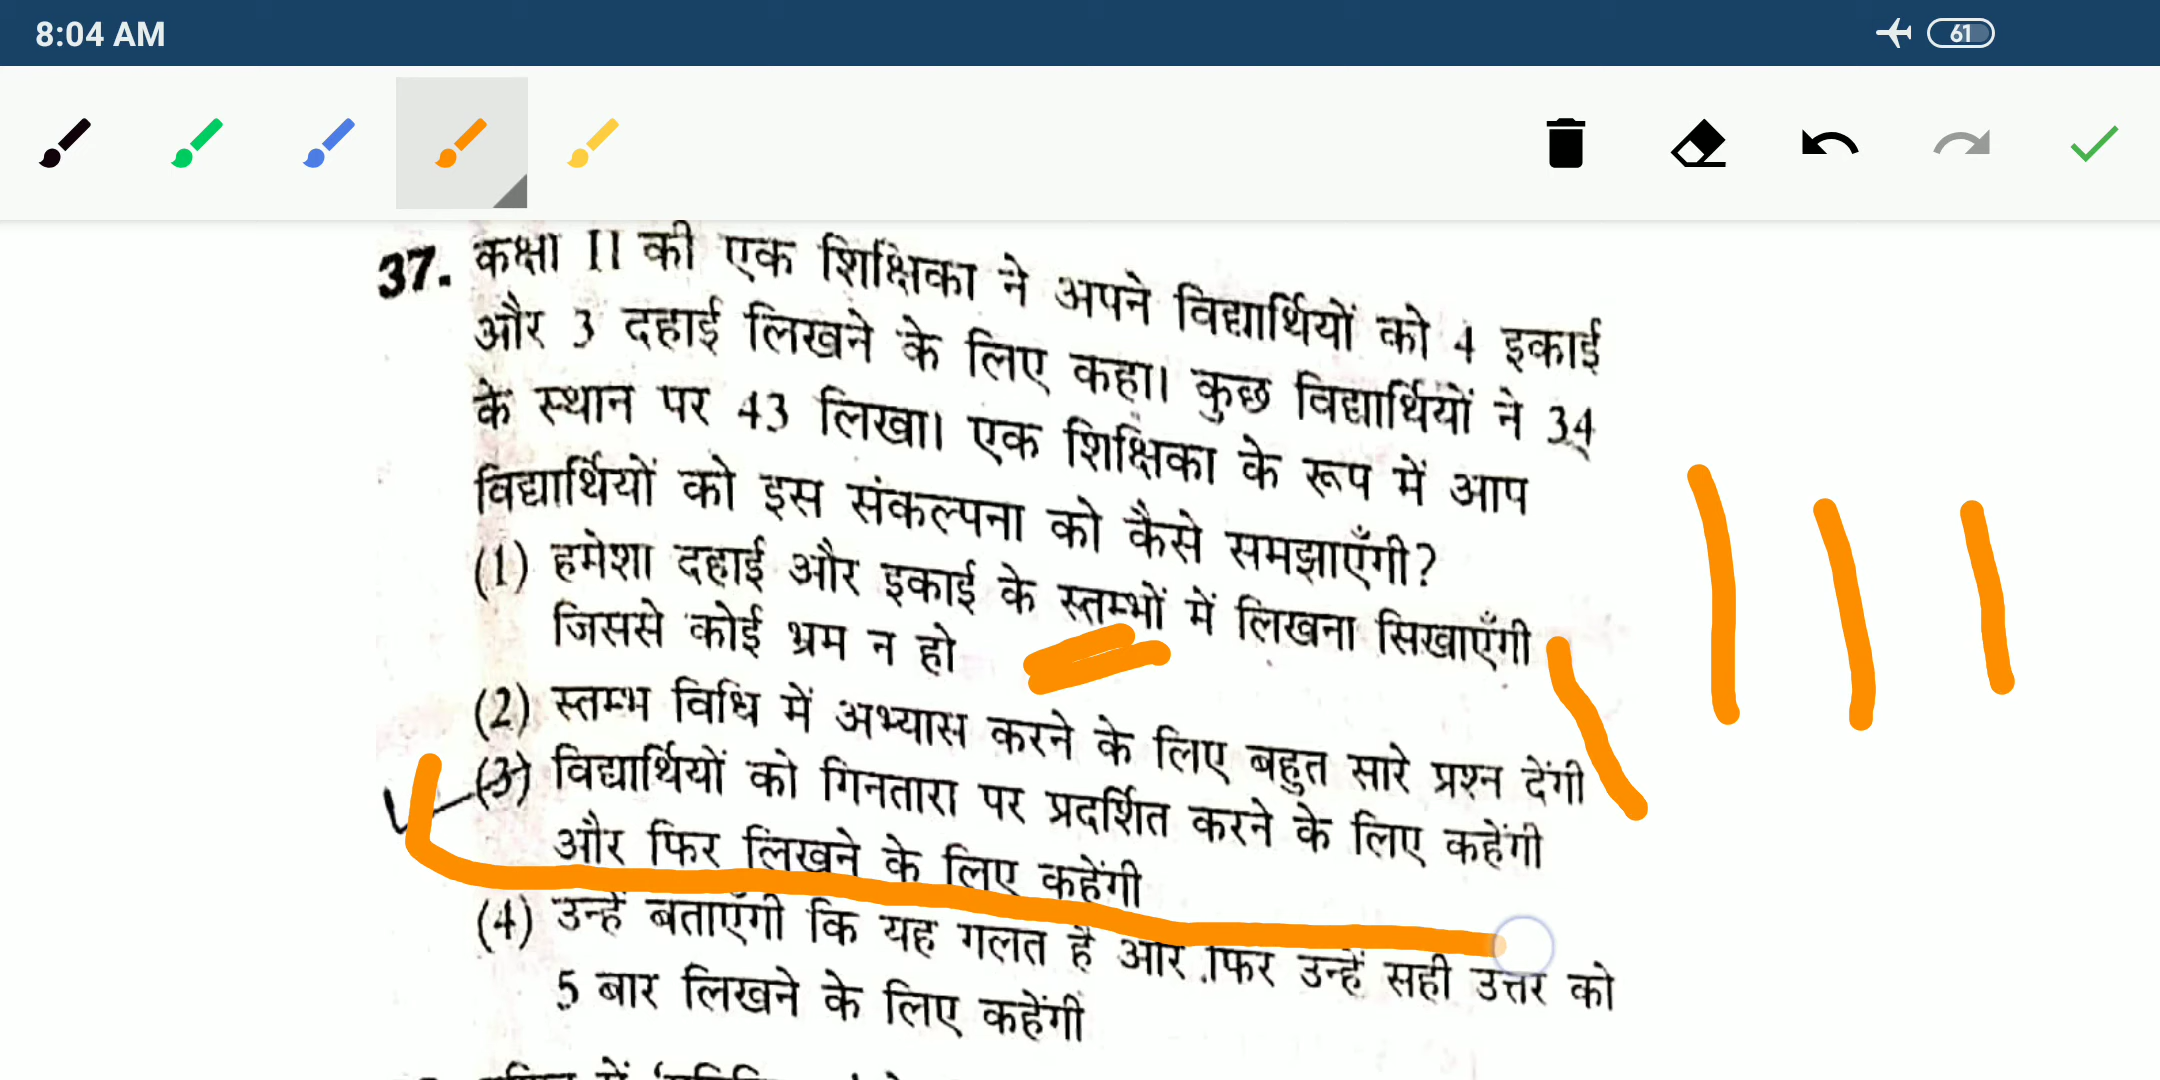 8:04 AM
61
37. कक्षा II की एक शिक्षिका ने अपने विद्यार्थियों को 4 इकाई
और 3 दहाई लिखने के लिए कहा। कुछ विद्यार्थियों ने 34
के स्थान पर 43 लिखा। एक शिक्षिका के रूप में आप
विद्यार्थियों को इस संकल्पना को कैसे समझाएँगी?
(1) हमेशा दहाई और इकाई के स्तम्भों में लिखना सिखाएँगी
जिससे कोई भ्रम न हो
(2) स्तम्भ विधि में अभ्यास करने के लिए बहुत सारे प्रश्न देंगी
(3) विद्यार्थियों को गिनतारा पर प्रदर्शित करने के लिए कहेंगी
और फिर लिखने के लिए कहेंगी
(4) उन्हें बताएँगी कि यह गलत है और फिर उन्हें सही उत्तर को
5 बार लिखने के लिए कहेंगी